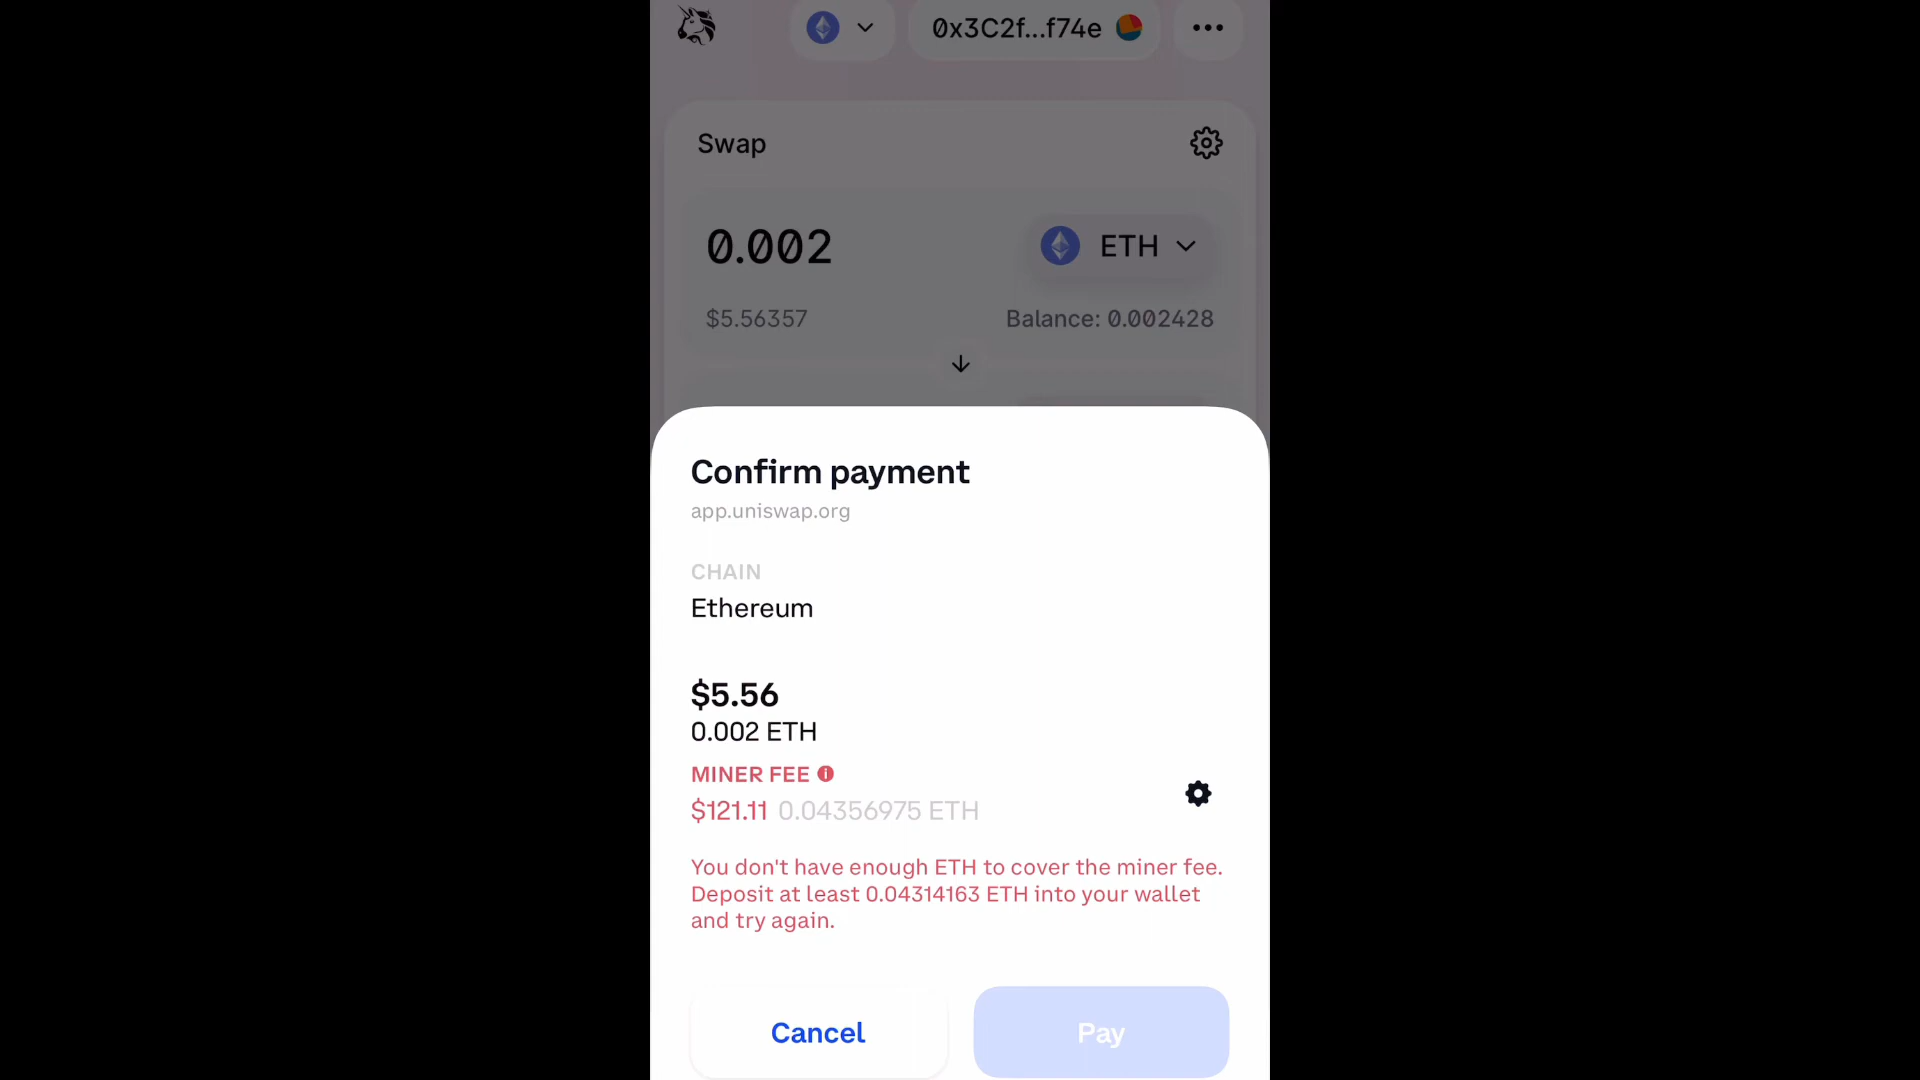 0x3C2f...f74e
Swap
0.002
ETH
$5.56357
Balance: 0.002428
Confirm payment
app.uniswap.org
CHAIN
Ethereum
$5.56
0.002 ETH
MINER FEE
$121.11 0.04356975 ETH
You don't have enough ETH to cover the miner fee.
Deposit at least 0.04314163 ETH into your wallet
and try again.
Cancel
Pay